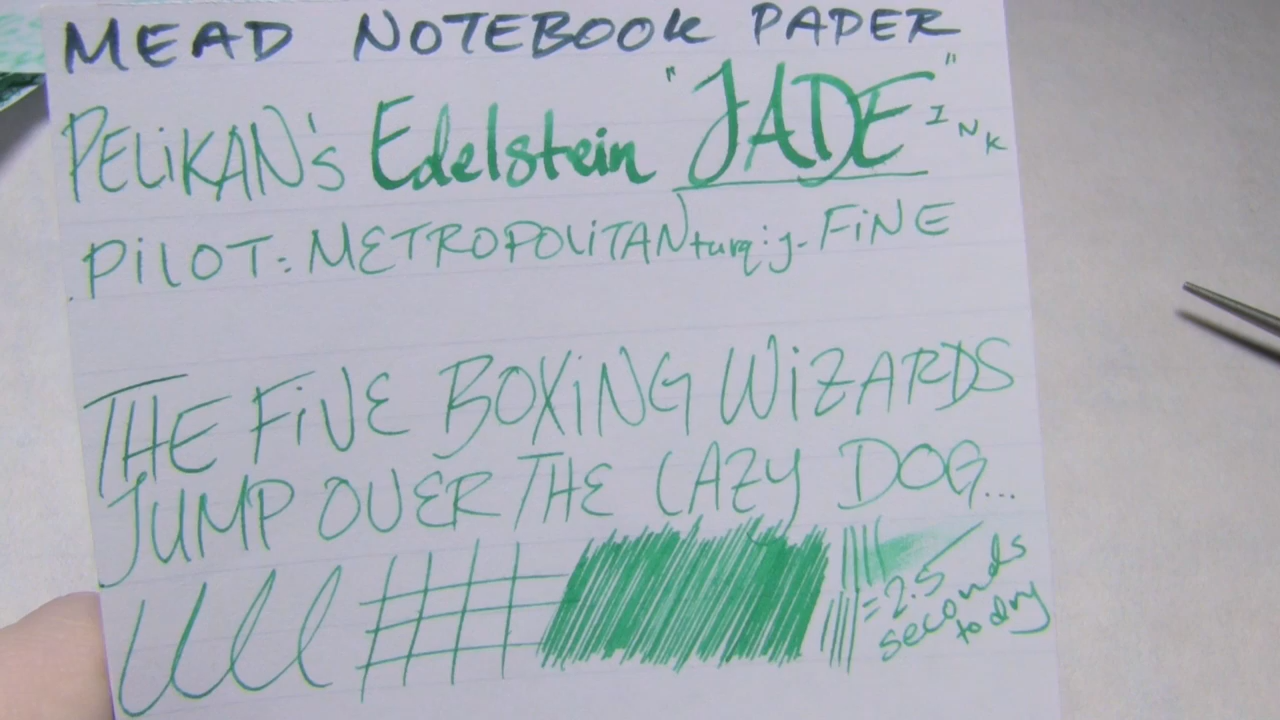 MEAD NOTEBOOK PAPER
PELiKAN's Edelstein "JADE" INK
PiLOT: METROPOLiTAN turq:j- FiNE
THE FiVE BOXiNG WiZARDS
JUMP OVER THE LAZY DOG...
= 2.5
seconds
to dry